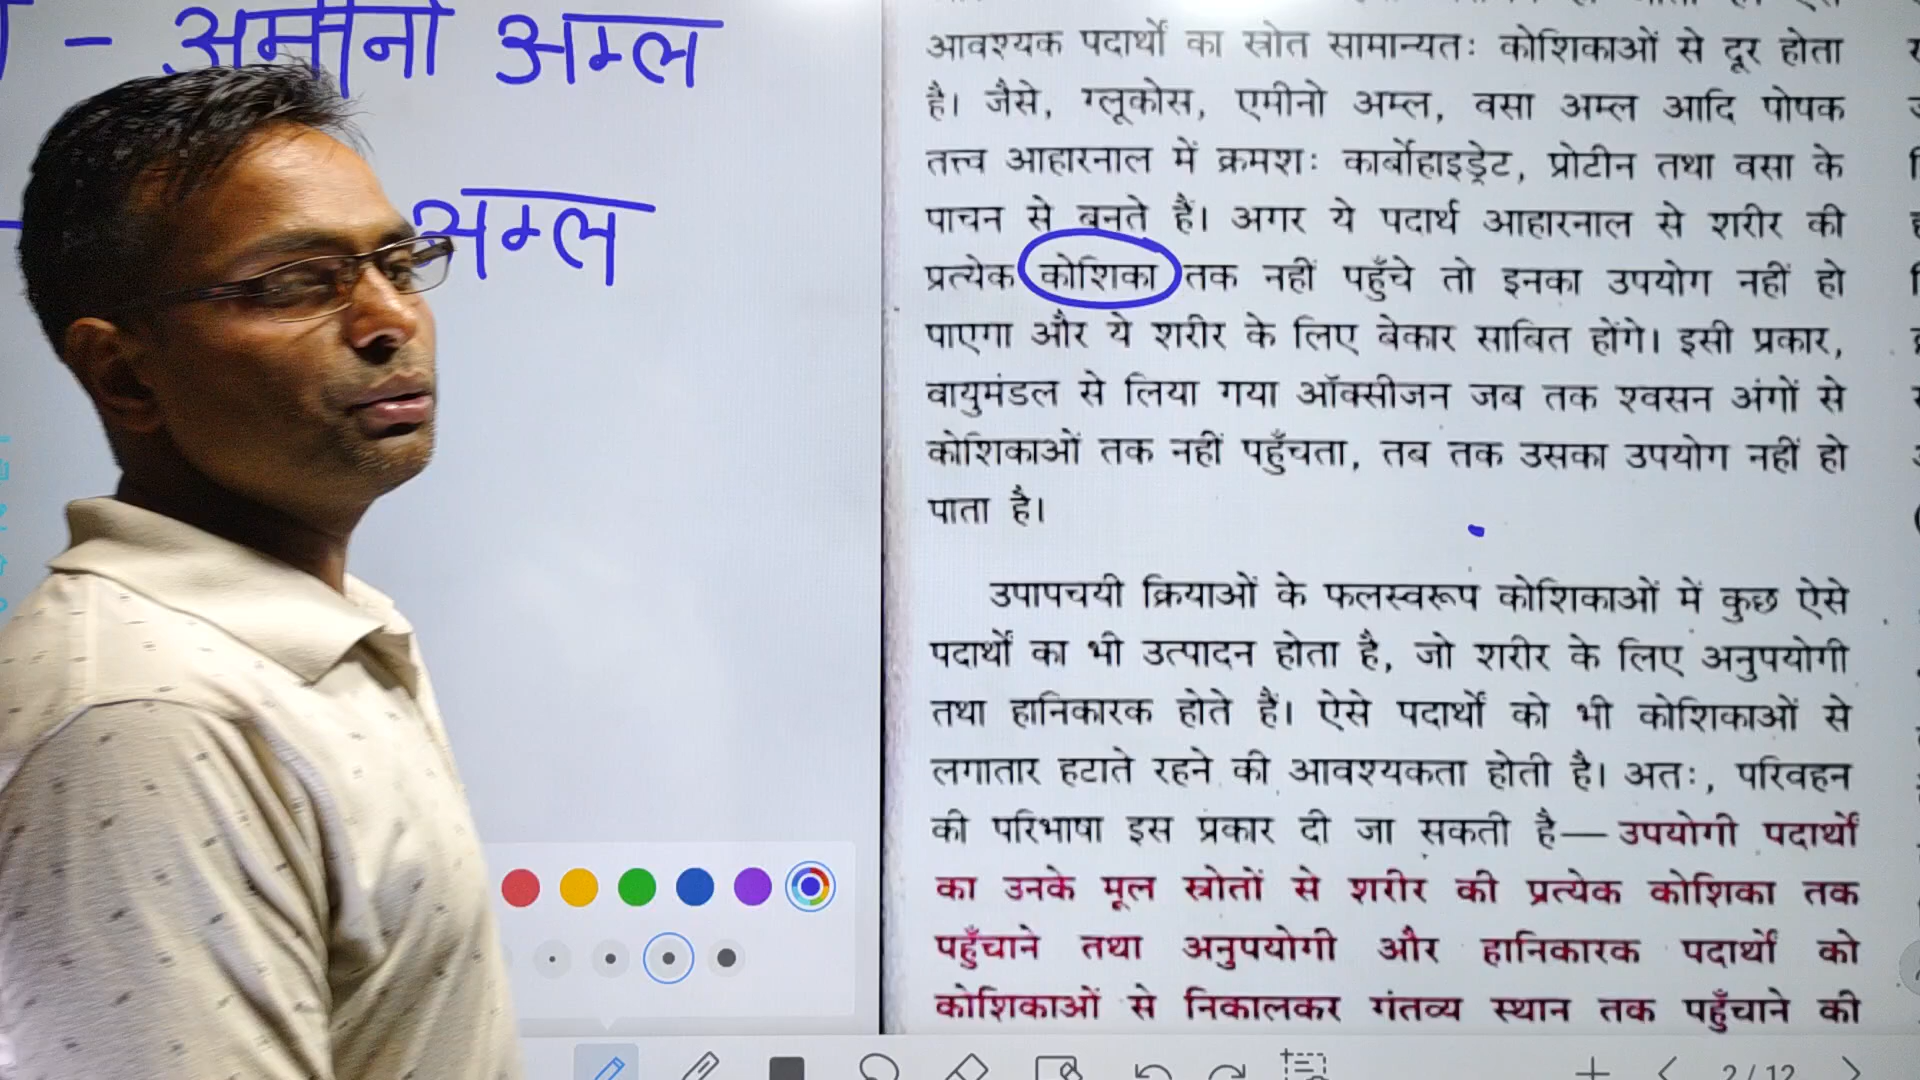 - अमीनो अम्ल
अम्ल
आवश्यक पदार्थों का स्रोत सामान्यतः कोशिकाओं से दूर होता
है। जैसे, ग्लूकोस, एमीनो अम्ल, वसा अम्ल आदि पोषक
तत्त्व आहारनाल में क्रमशः कार्बोहाइड्रेट, प्रोटीन तथा वसा के
पाचन से बनते हैं। अगर ये पदार्थ आहारनाल से शरीर की
प्रत्येक कोशिका तक नहीं पहुँचे तो इनका उपयोग नहीं हो
पाएगा और ये शरीर के लिए बेकार साबित होंगे। इसी प्रकार,
वायुमंडल से लिया गया ऑक्सीजन जब तक श्वसन अंगों से
कोशिकाओं तक नहीं पहुँचता, तब तक उसका उपयोग नहीं हो
पाता है।
उपापचयी क्रियाओं के फलस्वरूप कोशिकाओं में कुछ ऐसे
पदार्थों का भी उत्पादन होता है, जो शरीर के लिए अनुपयोगी
तथा हानिकारक होते हैं। ऐसे पदार्थों को भी कोशिकाओं से
लगातार हटाते रहने की आवश्यकता होती है। अतः, परिवहन
की परिभाषा इस प्रकार दी जा सकती है— उपयोगी पदार्थों
का उनके मूल स्रोतों से शरीर की प्रत्येक कोशिका तक
पहुँचाने तथा अनुपयोगी और हानिकारक पदार्थों को
कोशिकाओं से निकालकर गंतव्य स्थान तक पहुँचाने की
2/12